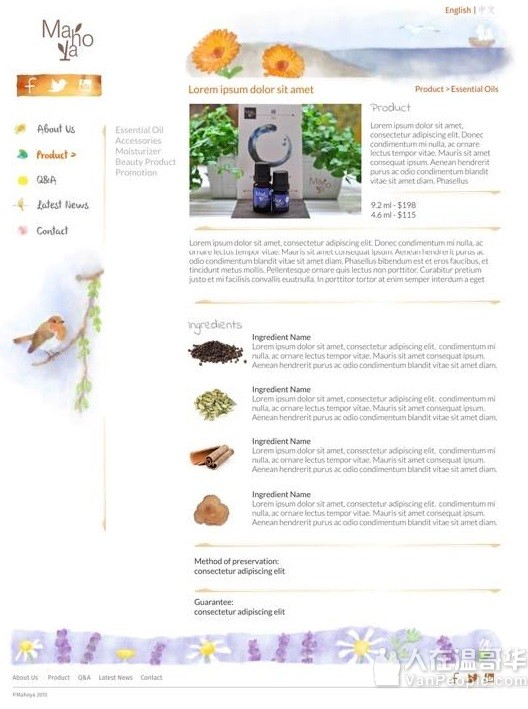 English | 中文
Mahoya
Lorem ipsum dolor sit amet
Product > Essential Oils
About Us
Product >
Q&A
Latest News
Contact
Essential Oil
Accessories
Moisturizer
Beauty Product
Promotion
Product
Lorem ipsum dolor sit amet,
consectetur adipiscing elit. Donec
condimentum mi nulla, ac ornare lectus
condimentum vitae. Mauris sit amet
consequat ipsum. Aenean hendrerit
purus ac odio condimentum blandit
vitae sit amet diam. Phasellus
9.2 ml - $198
4.6 ml - $115
Lorem ipsum dolor sit amet, consectetur adipiscing elit. Donec condimentum mi nulla, ac
ornare lectus condimentum vitae. Mauris sit amet consequat ipsum. Aenean hendrerit purus ac
odio condimentum blandit vitae sit amet diam. Phasellus bibendum est et eros faucibus, et
tincidunt metus mollis. Pellentesque ornare quis lectus non porttitor. Curabitur pretium
justo et mi facilisis convallis euutnulla. In porttitor tortor at enim semper interdum a eget
Ingredients
Ingredient Name
Lorem ipsum dolor sit amet, consectetur adipiscing elit. condimentum mi
nulla, ac ornare lectus condimentum vitae. Mauris sit amet consequat ipsum.
Aenean hendrerit purus ac odio condimentum blandit vitae sit amet diam.
Ingredient Name
Lorem ipsum dolor sit amet, consectetur adipiscing elit. condimentum mi
nulla, ac ornare lectus condimentum vitae. Mauris sit amet consequat ipsum.
Aenean hendrerit purus ac odio condimentum blandit vitae sit amet diam.
Ingredient Name
Lorem ipsum dolor sit amet, consectetur adipiscing elit. condimentum mi
nulla, ac ornare lectus condimentum vitae. Mauris sit amet consequat ipsum.
Aenean hendrerit purus ac odio condimentum blandit vitae sit amet diam.
Ingredient Name
Lorem ipsum dolor sit amet, consectetur adipiscing elit. condimentum mi
nulla, ac ornare lectus condimentum vitae. Mauris sit amet consequat ipsum.
Aenean hendrerit purus ac odio condimentum blandit vitae sit amet diam.
Method of preservation:
consectetur adipiscing elit
Guarantee:
consectetur adipiscing elit
About Us Product Q&A Latest News Contact
©Mahoya 2013
人在温哥华
VanPeople.com